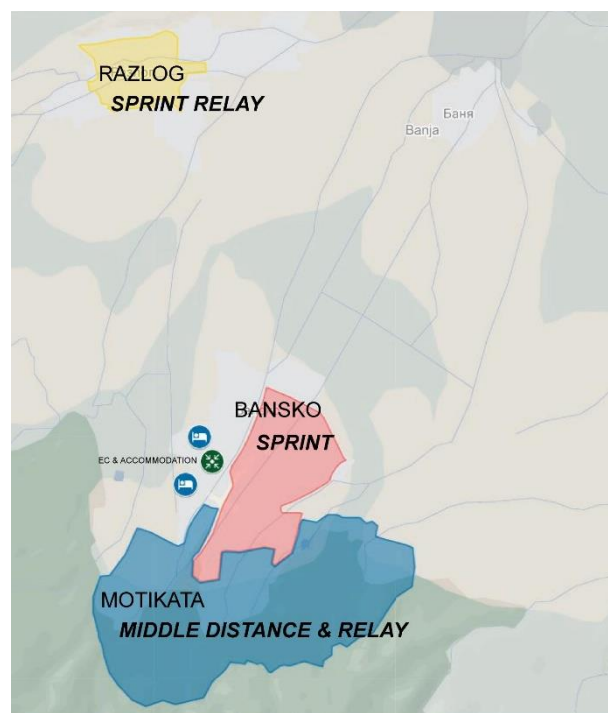 RAZLOG
SPRINT RELAY
Баня
Banja
BANSKO
SPRINT
EC & ACCOMMODATION
MOTIKATA
MIDDLE DISTANCE & RELAY